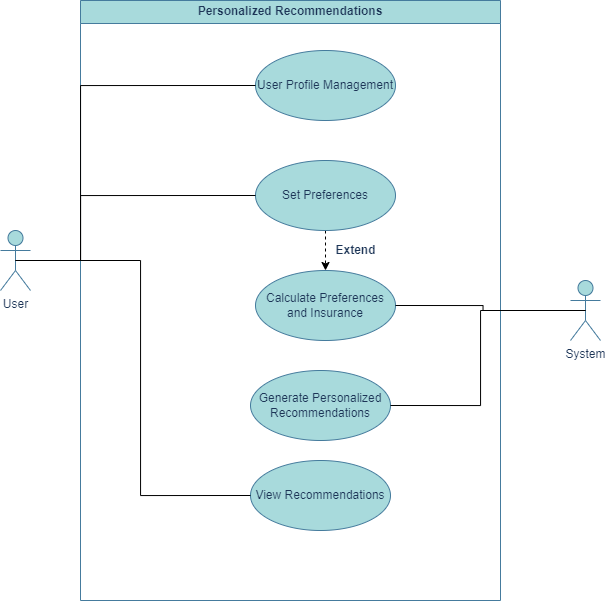 Personalized Recommendations
User Profile Management
Set Preferences
Extend
User
Calculate Preferences
and Insurance
System
Generate Personalized
Recommendations
View Recommendations